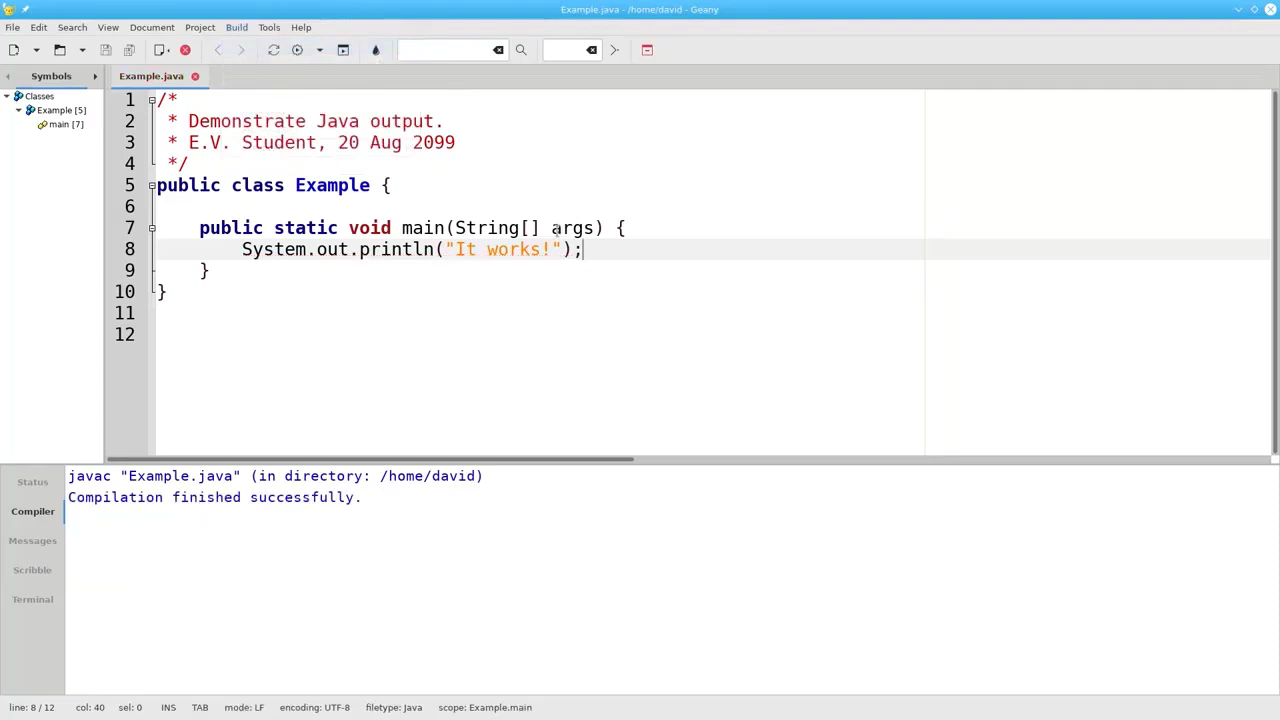 Example.java - /home/david - Geany
File Edit Search View Document Project Build Tools Help
Symbols
Example.java
Classes
Example [5]
main [7]
1 /*
2 * Demonstrate Java output.
3 * E.V. Student, 20 Aug 2099
4 */
5 public class Example {
6
7 public static void main(String[] args) {
8 System.out.println("It works!");
9 }
10 }
11
12
Status
Compiler
Messages
Scribble
Terminal
javac "Example.java" (in directory: /home/david)
Compilation finished successfully.
line: 8 / 12 col: 40 sel: 0 INS TAB mode: LF encoding: UTF-8 filetype: Java scope: Example.main